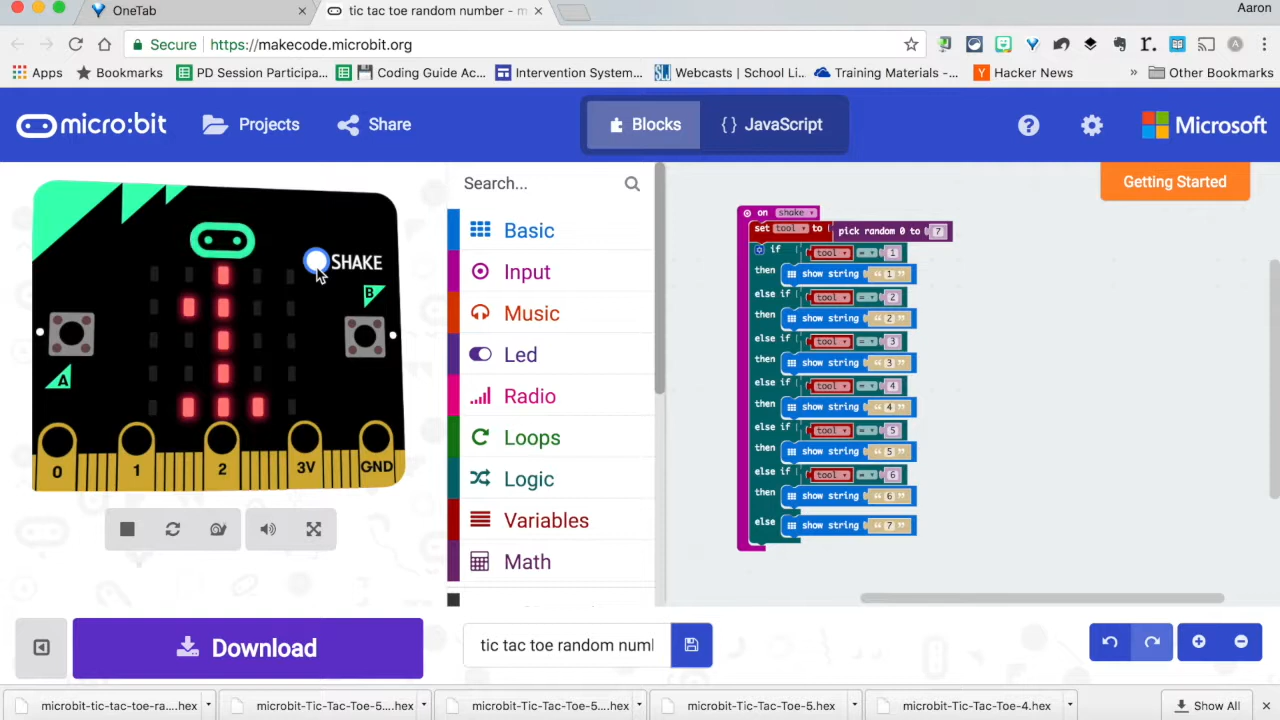 OneTab
tic tac toe random number - m
Aaron
Secure
https://makecode.microbit.org
Apps
Bookmarks
PD Session Participa...
Coding Guide Ac...
Intervention System...
Webcasts | School Li...
Training Materials -...
Hacker News
»
Other Bookmarks
micro:bit
Projects
Share
Blocks
{} JavaScript
?
Microsoft
Getting Started
SHAKE
B
A
0 1 2 3V GND
Search...
Basic
Input
Music
Led
Radio
Loops
Logic
Variables
Math
on shake
set tool to pick random 0 to 7
if tool = 1
then show string “ 1 ”
else if tool = 2
then show string “ 2 ”
else if tool = 3
then show string “ 3 ”
else if tool = 4
then show string “ 4 ”
else if tool = 5
then show string “ 5 ”
else if tool = 6
then show string “ 6 ”
else show string “ 7 ”
Download
tic tac toe random numl
microbit-tic-tac-toe-ra....hex
microbit-Tic-Tac-Toe-5....hex
microbit-Tic-Tac-Toe-5....hex
microbit-Tic-Tac-Toe-5.hex
microbit-Tic-Tac-Toe-4.hex
Show All